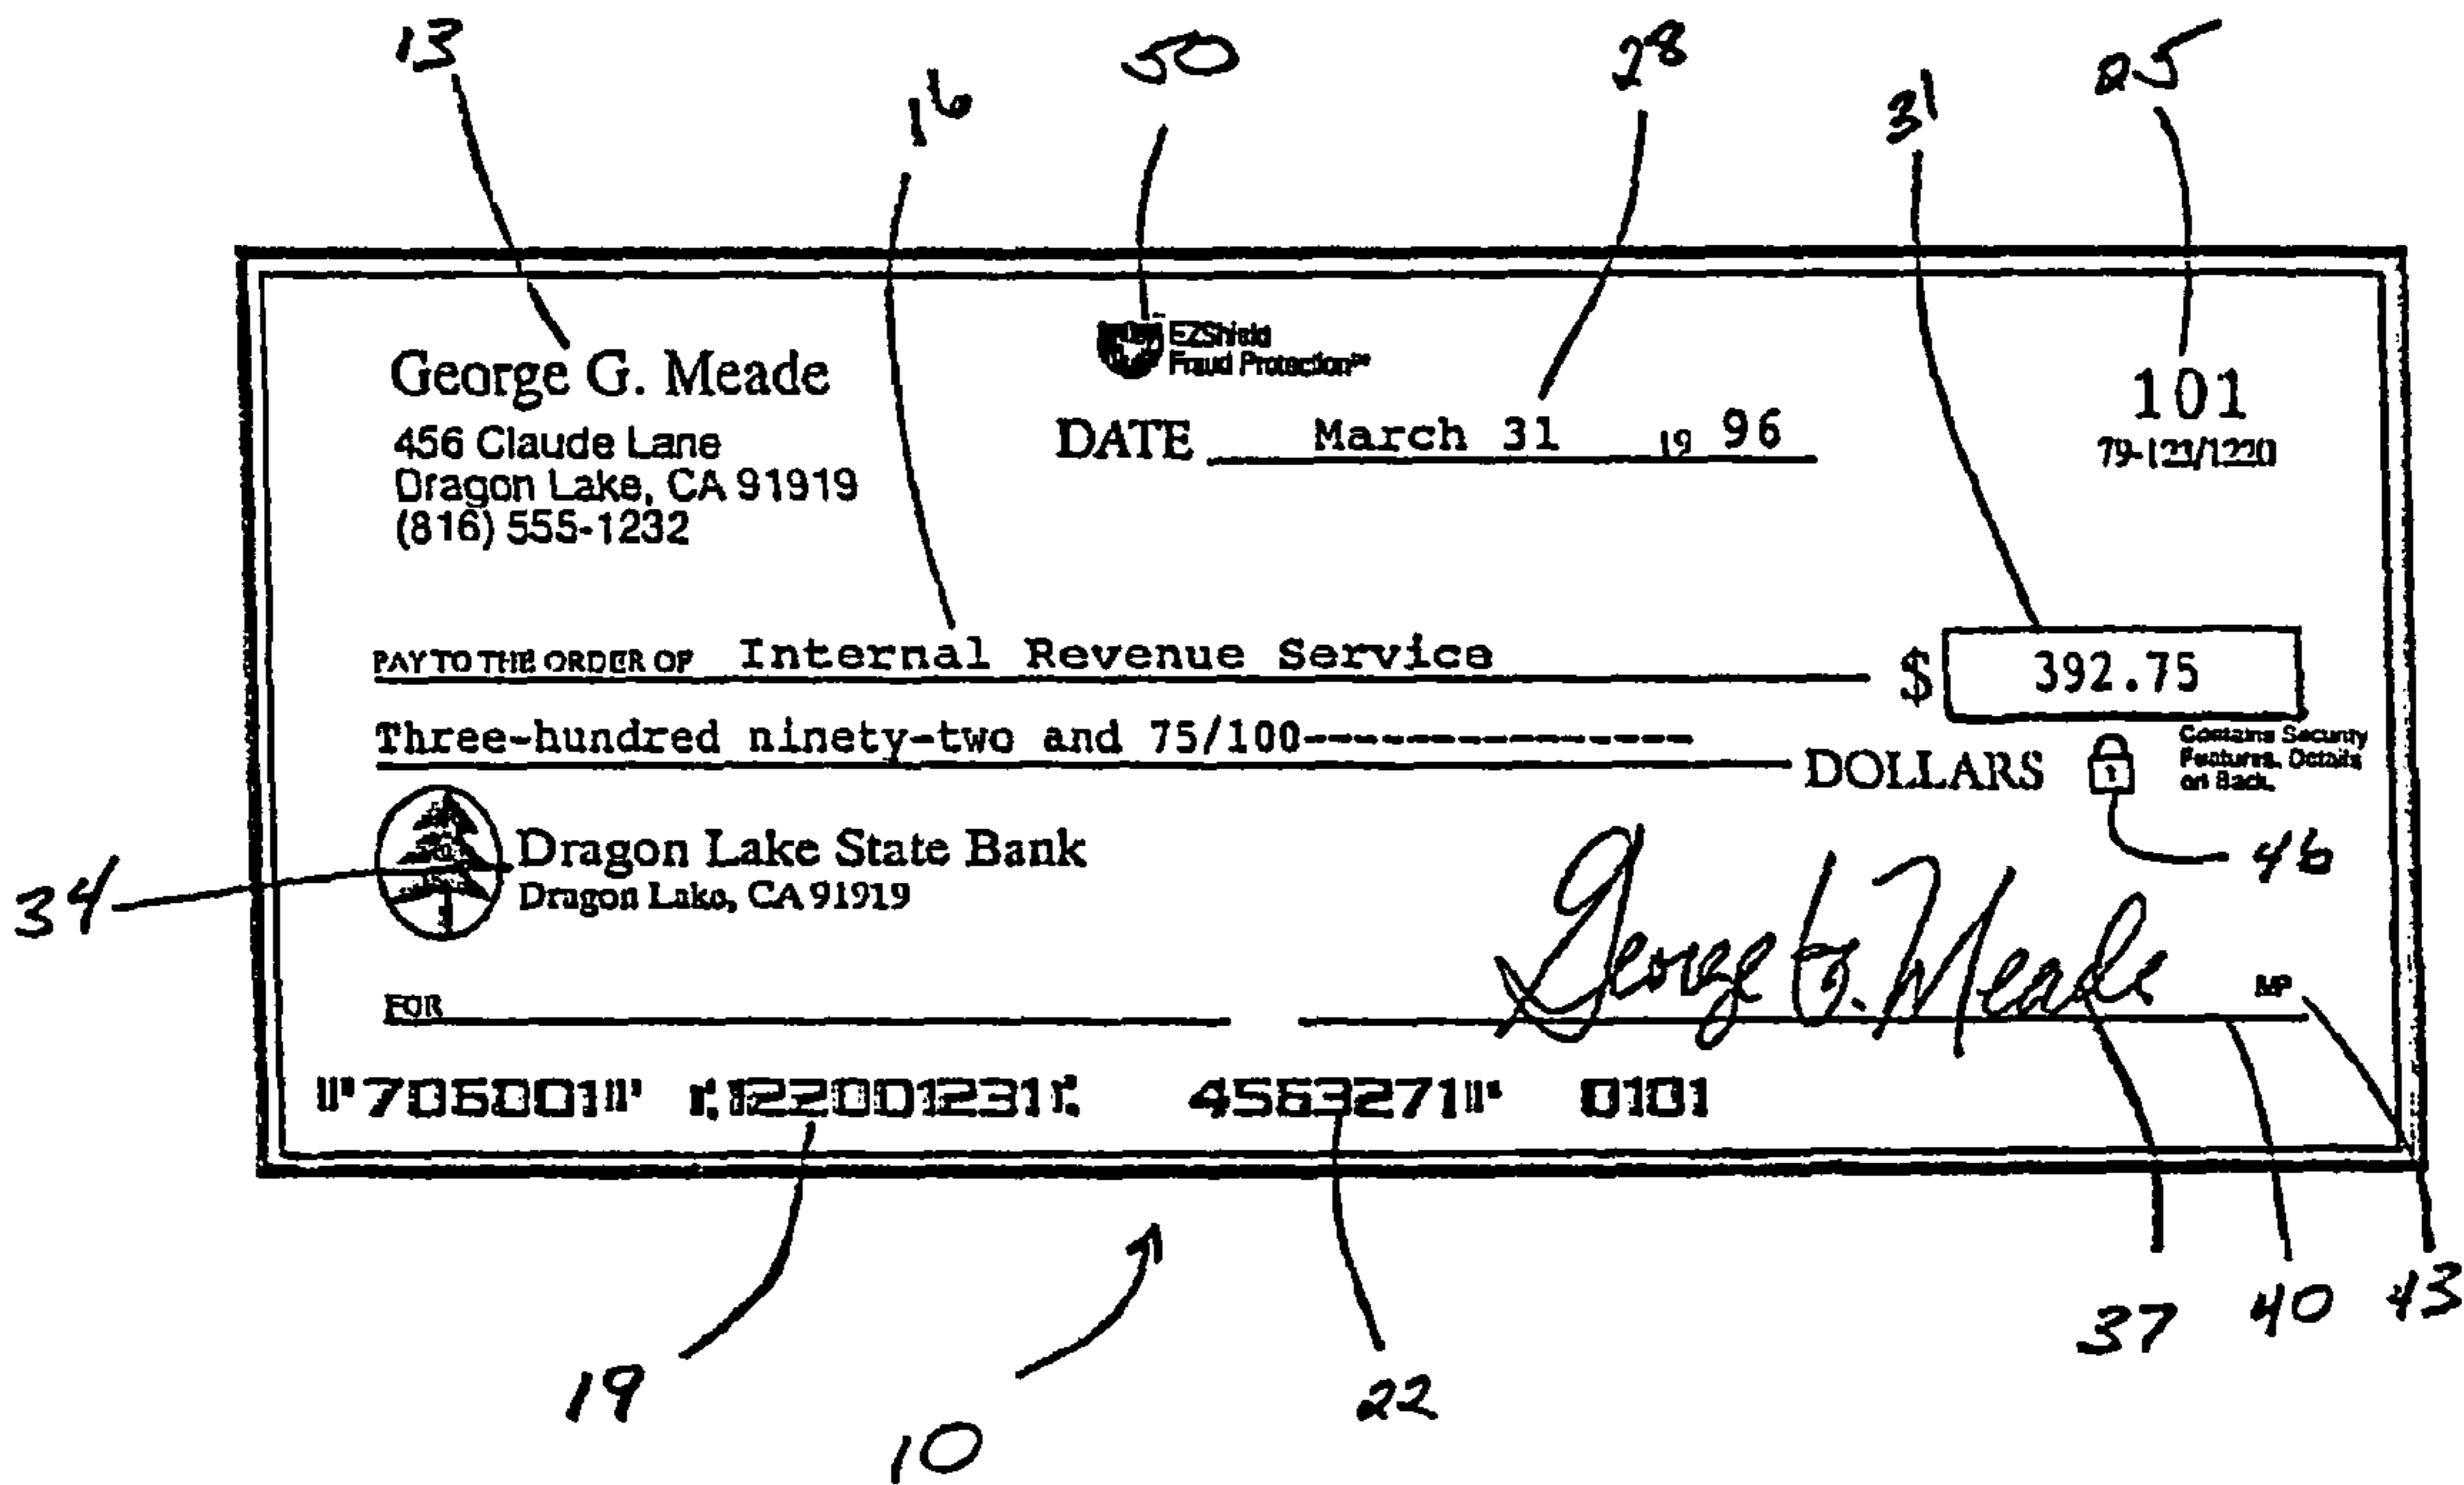 13 16 50 28 31 25
EZShield
Fraud Protection
George G. Meade
101
DATE March 31 19 96
456 Claude Lane
79-123/1220
Dragon Lake, CA 91919
(816) 555-1232
PAY TO THE ORDER OF Internal Revenue Service $ 392.75
Three-hundred ninety-two and 75/100----------------
DOLLARS
Contains Security
Features. Details
on Back.
46
34
Dragon Lake State Bank
Dragon Lake, CA 91919
George G. Meade
MP
FOR
⑈706001⑈ ⑆122001231⑆ 4563271⑈ 0101
19 10 22 37 40 43